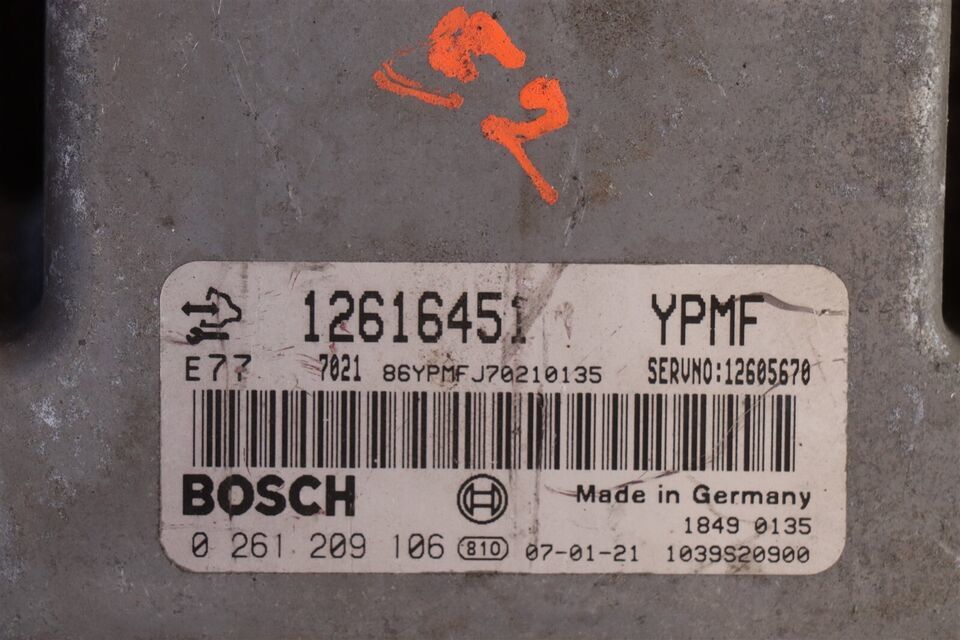 12616451 YPMF
E77 7021 86YPMFJ70210135 SERVNO:12605670
BOSCH Made in Germany
1849 0135
0 261 209 106 810 07-01-21 1039S20900